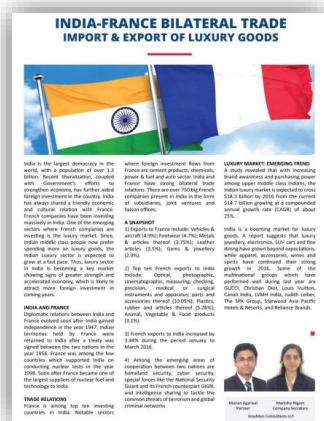 INDIA-FRANCE BILATERAL TRADE
IMPORT & EXPORT OF LUXURY GOODS
India is the largest democracy in the
world, with a population of over 1.3
billion. Recent liberalization, coupled
with Government's efforts to
strengthen economy, has further aided
foreign investment in the country. India
has always shared a friendly economic
and cultural relation with France.
French companies have been investing
massively in India. One of the emerging
sectors where French companies are
investing is the luxury market. Since,
Indian middle class people now prefer
spending more on luxury goods, the
Indian Luxury sector is expected to
grow at a fast pace. Thus, luxury sector
in India is becoming a key market
showing signs of greater strength and
accelerated economy, which is likely to
attract more foreign investment in
coming years.
INDIA AND FRANCE
Diplomatic relations between India and
France evolved soon after India gained
independence in the year 1947. Indian
territories held by France were
returned to India after a treaty was
signed between the two nations in the
year 1956. France was among the few
countries which supported India on
conducting nuclear tests in the year
1998. Soon after France became one of
the largest suppliers of nuclear fuel and
technology to India.
TRADE RELATIONS
France is among top ten investing
countries in India. Notable sectors
where foreign investment flows from
France are cement products, chemicals,
power & fuel and auto sector. India and
France have strong bilateral trade
relations. There are over 750 big French
companies present in India in the form
of subsidiaries, joint ventures and
liaison offices.
A SNAPSHOT
1) Exports to France include: Vehicles &
aircraft (4.9%); Footwear (4.7%); Metals
& articles thereof (3.75%); Leather
articles (3.5%), Gems & jewellery
(2.9%).
2) Top ten French exports to India
include: Optical, photographic,
cinematographic, measuring, checking,
precision, medical or surgical
instruments and apparatus; parts and
accessories thereof (10.05%); Plastics,
rubber and articles thereof (5.26%);
Animal, Vegetable & Food products
(3.1%).
3) French exports to India increased by
3.44% during the period January to
March 2016.
4) Among the emerging areas of
cooperation between two nations are
homeland security, cyber security,
special forces like the National Security
Guard and its French counterpart GIGN,
and intelligence sharing to tackle the
common threats of terrorism and global
criminal networks.
LUXURY MARKET: EMERGING TREND
A study revealed that with increasing
brand awareness and purchasing power
among upper middle class Indians, the
Indian luxury market is expected to cross
$18.3 billion by 2016 from the current
$14.7 billion growing at a compounded
annual growth rate (CAGR) of about
25%.
India is a booming market for luxury
goods. A report suggests that luxury
jewellery, electronics, SUV cars and fine
dining have grown beyond expectations,
while apparel, accessories, wines and
spirits have continued their strong
growth in 2016. Some of the
multinational groups which have
performed well during last year are
GUCCI, Christian Dior, Louis Vuitton,
Canali India, LVMH India, Judith Leiber,
The SPA Group, Starwood Asia Pacific
Hotels & Resorts, and Reliance Brands.
Manan Agarwal
Partner
Manisha Nigam
Company Secretary
KrayMan Consultants LLP